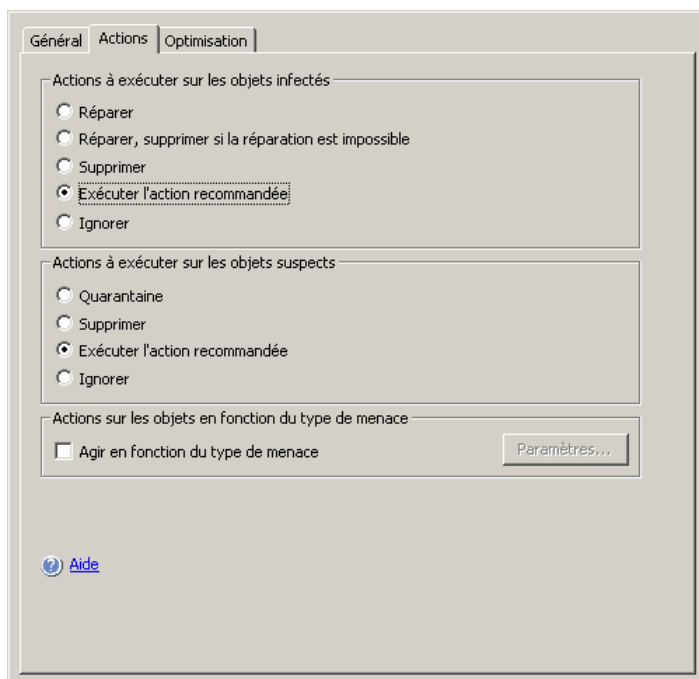 Général Actions Optimisation
Actions à exécuter sur les objets infectés
Réparer
Réparer, supprimer si la réparation est impossible
Supprimer
Exécuter l'action recommandée
Ignorer
Actions à exécuter sur les objets suspects
Quarantaine
Supprimer
Exécuter l'action recommandée
Ignorer
Actions sur les objets en fonction du type de menace
Agir en fonction du type de menace Paramètres...
Aide